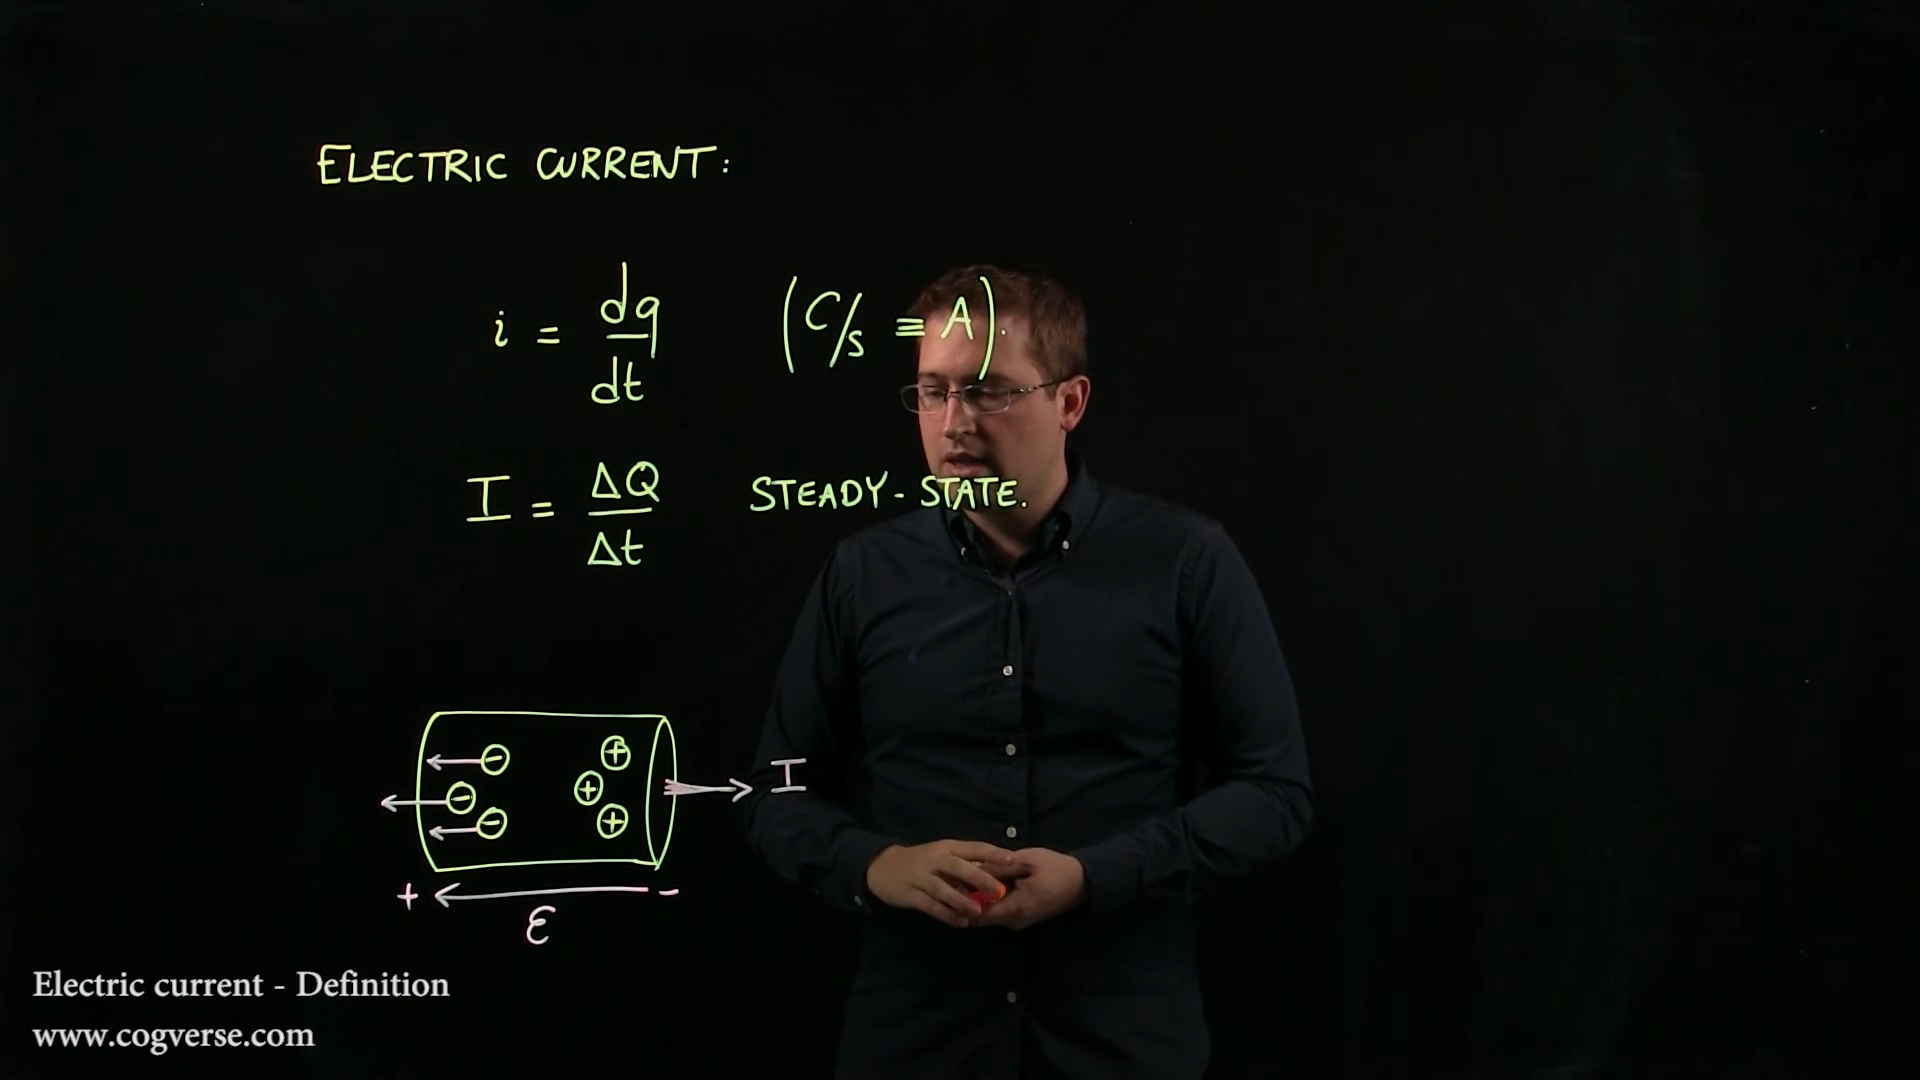 ELECTRIC CURRENT:
i = dq/dt (C/s ≡ A).
I = ΔQ/Δt STEADY-STATE.
- +
- + I
- +
+ -
ε
Electric current - Definition
www.cogverse.com